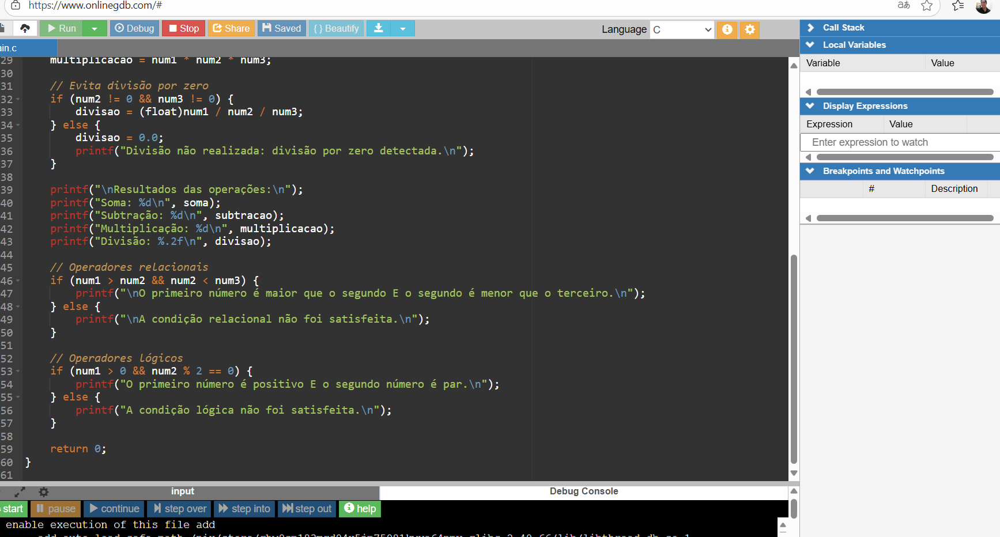 https://www.onlinegdb.com/#
aあ
Run Debug Stop Share Saved { } Beautify Language C
ain.c
29 multiplicacao = num1 * num2 * num3;
30
31 // Evita divisão por zero
32 if (num2 != 0 && num3 != 0) {
33 divisao = (float)num1 / num2 / num3;
34 } else {
35 divisao = 0.0;
36 printf("Divisão não realizada: divisão por zero detectada.\n");
37 }
38
39 printf("\nResultados das operações:\n");
40 printf("Soma: %d\n", soma);
41 printf("Subtração: %d\n", subtracao);
42 printf("Multiplicação: %d\n", multiplicacao);
43 printf("Divisão: %.2f\n", divisao);
44
45 // Operadores relacionais
46 if (num1 > num2 && num2 < num3) {
47 printf("\nO primeiro número é maior que o segundo E o segundo é menor que o terceiro.\n");
48 } else {
49 printf("\nA condição relacional não foi satisfeita.\n");
50 }
51
52 // Operadores lógicos
53 if (num1 > 0 && num2 % 2 == 0) {
54 printf("O primeiro número é positivo E o segundo número é par.\n");
55 } else {
56 printf("A condição lógica não foi satisfeita.\n");
57 }
58
59 return 0;
60 }
61
input Debug Console
start pause continue step over step into step out help
enable execution of this file add
Call Stack
Local Variables
Variable Value
Display Expressions
Expression Value
Enter expression to watch
Breakpoints and Watchpoints
# Description